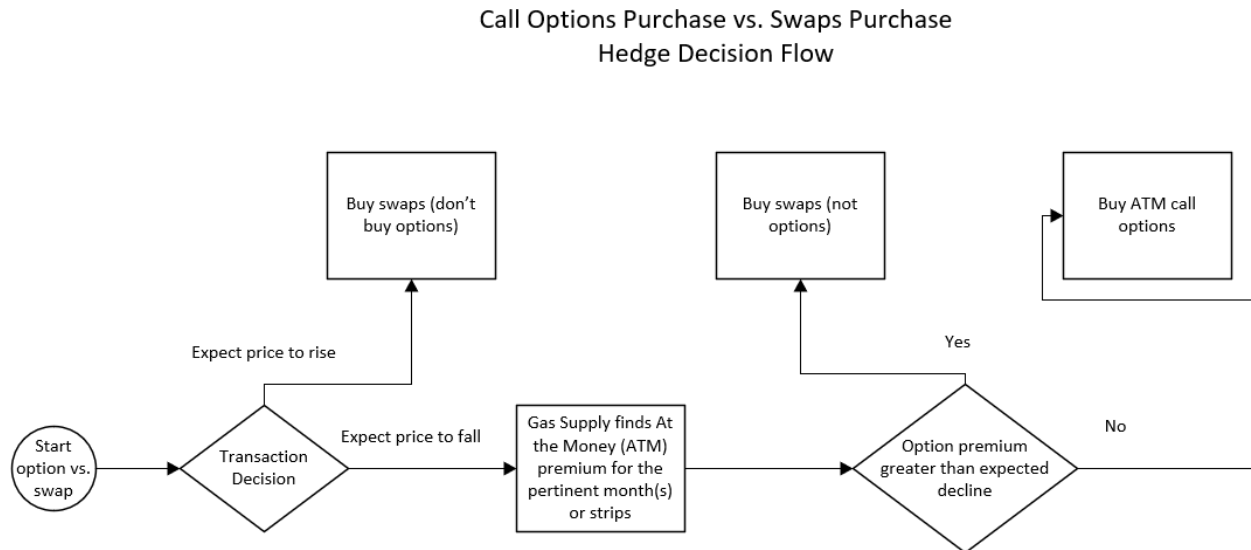 Call Options Purchase vs. Swaps Purchase
Hedge Decision Flow
Buy swaps (don’t
buy options)
Buy swaps (not
options)
Buy ATM call
options
Expect price to rise
Yes
Start
option vs.
swap
Transaction
Decision
Expect price to fall
Gas Supply finds At
the Money (ATM)
premium for the
pertinent month(s)
or strips
Option premium
greater than expected
decline
No